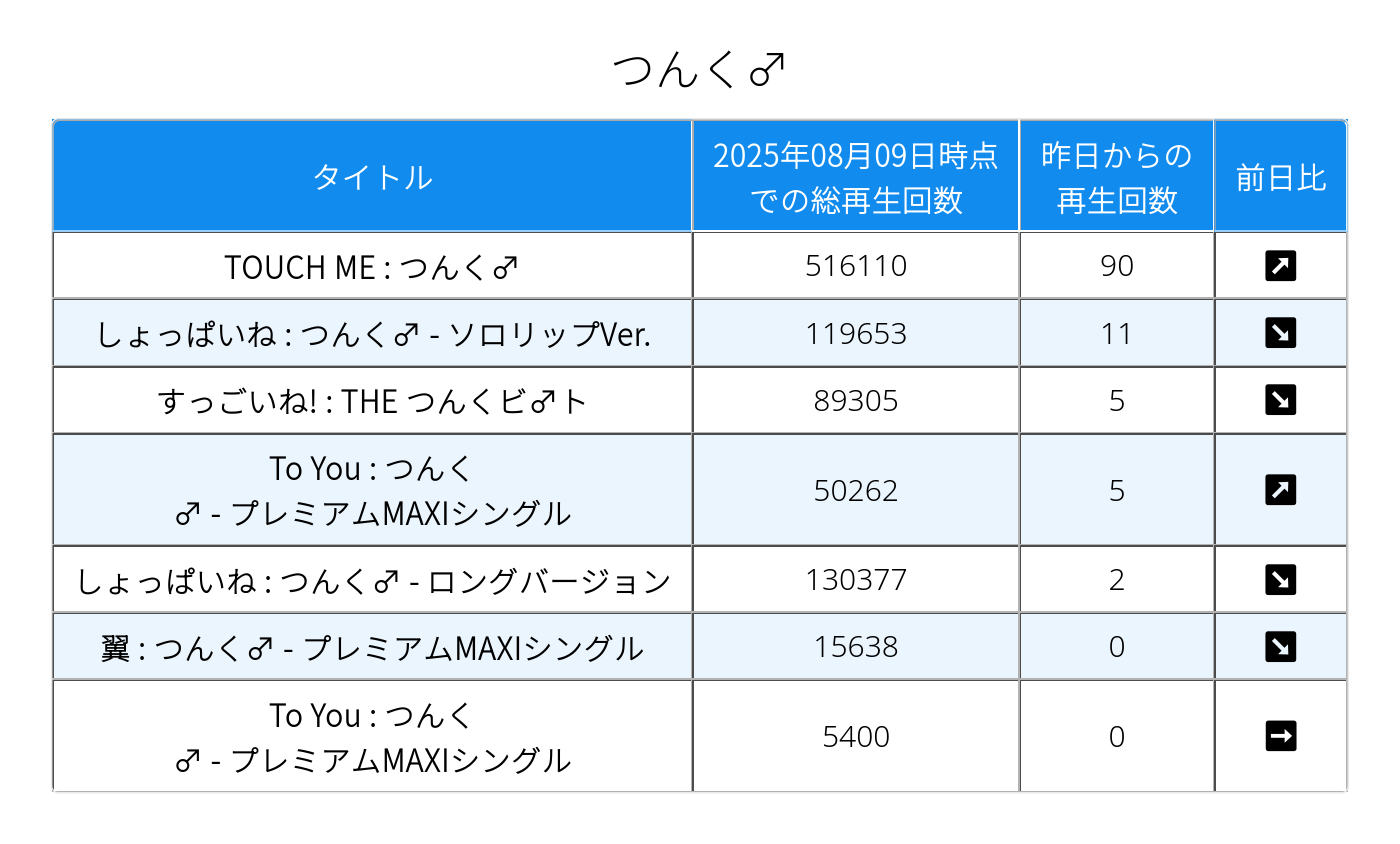 つんく♂
タイトル
2025年08月09日時点
での総再生回数
昨日からの
再生回数
前日比
TOUCH ME : つんく♂
516110
90
↗
しょっぱいね : つんく♂ - ソロリップVer.
119653
11
↘
すっごいね! : THE つんくビ♂ト
89305
5
↘
To You : つんく
♂ - プレミアムMAXIシングル
50262
5
↗
しょっぱいね : つんく♂ - ロングバージョン
130377
2
↘
翼 : つんく♂ - プレミアムMAXIシングル
15638
0
↘
To You : つんく
♂ - プレミアムMAXIシングル
5400
0
→